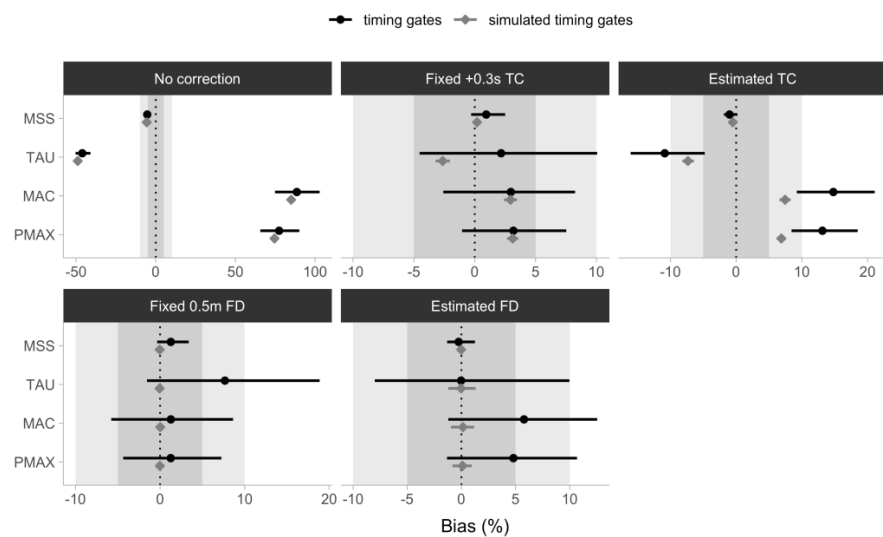 timing gates simulated timing gates
No correction Fixed +0.3s TC Estimated TC
MSS
TAU
MAC
PMAX
-50 0 50 100 -10 -5 0 5 10 -10 0 10 20
Fixed 0.5m FD Estimated FD
MSS
TAU
MAC
PMAX
-10 0 10 20 -10 -5 0 5 10
Bias (%)